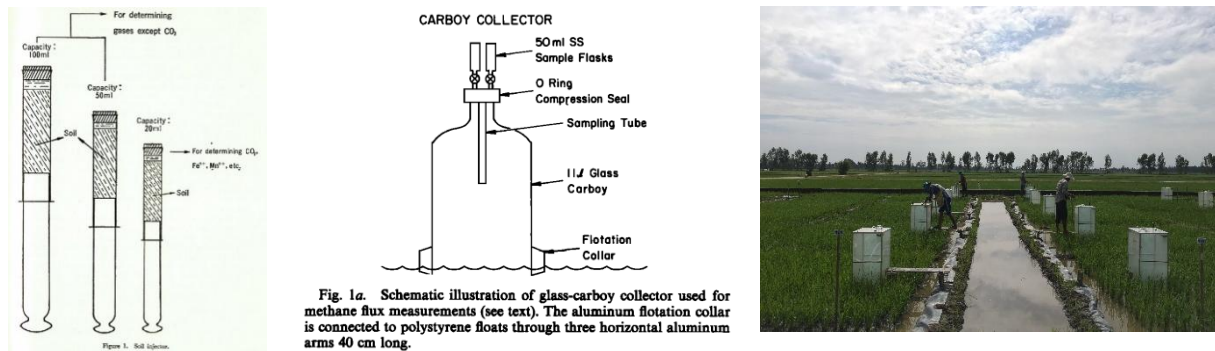 For determining
gases except CO₂
Capacity:
100ml
Capacity:
50ml
Capacity:
20ml
Soil
For determining CO₂,
Fe⁺⁺, Mn⁺⁺, etc,
Soil
Figure 1. Soil injector.
CARBOY COLLECTOR
50ml SS
Sample Flasks
O Ring
Compression Seal
Sampling Tube
11ℓ Glass
Carboy
Flotation
Collar
Fig. 1a. Schematic illustration of glass-carboy collector used for
methane flux measurements (see text). The aluminum flotation collar
is connected to polystyrene floats through three horizontal aluminum
arms 40 cm long.